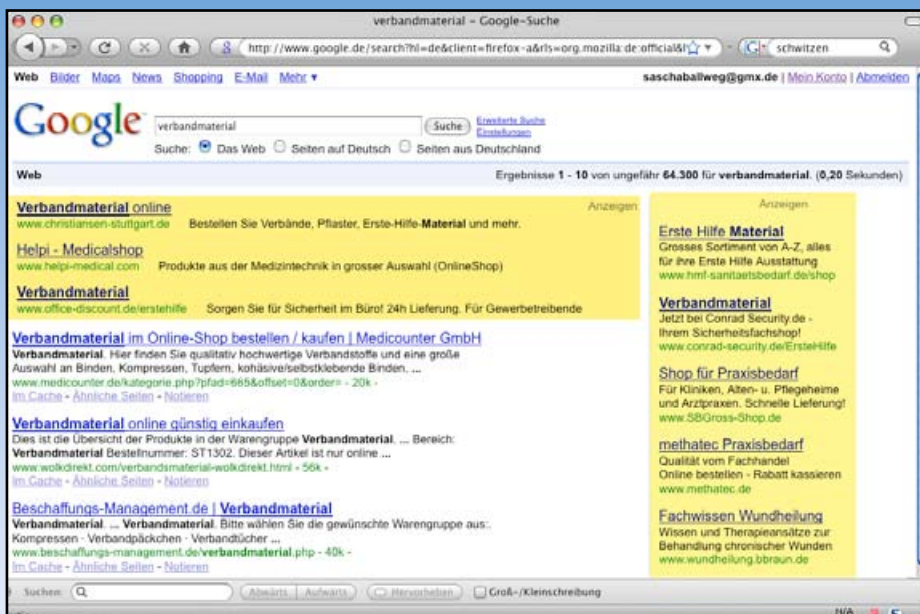 verbandmaterial – Google-Suche
http://www.google.de/search?hl=de&client=firefox-a&rls=org.mozilla:de:official&
schwitzen
Web Bilder Maps News Shopping E-Mail Mehr ▼
saschaballweg@gmx.de | Mein Konto | Abmelden
Google
verbandmaterial
Suche
Erweiterte Suche
Einstellungen
Suche: Das Web Seiten auf Deutsch Seiten aus Deutschland
Web
Ergebnisse 1 - 10 von ungefähr 64.300 für verbandmaterial. (0,20 Sekunden)
Anzeigen
Verbandmaterial online
www.christiansen-stuttgart.de Bestellen Sie Verbände, Pflaster, Erste-Hilfe-Material und mehr.
Helpi - Medicalshop
www.helpi-medical.com Produkte aus der Medizintechnik in grosser Auswahl (OnlineShop)
Verbandmaterial
www.office-discount.de/erstehilfe Sorgen Sie für Sicherheit im Büro! 24h Lieferung. Für Gewerbetreibende
Verbandmaterial im Online-Shop bestellen / kaufen | Medicounter GmbH
Verbandmaterial. Hier finden Sie qualitativ hochwertige Verbandstoffe und eine große
Auswahl an Binden, Kompressen, Tupfern, kohäsive/selbstklebende Binden, ...
www.medicounter.de/kategorie.php?pfad=665&offset=0&order= - 20k -
Im Cache - Ähnliche Seiten - Notieren
Verbandmaterial online günstig einkaufen
Dies ist die Übersicht der Produkte in der Warengruppe Verbandmaterial. ... Bereich:
Verbandmaterial Bestellnummer: ST1302. Dieser Artikel ist nur online ...
www.wolkdirekt.com/verbandsmaterial-wolkdirekt.html - 56k -
Im Cache - Ähnliche Seiten - Notieren
Beschaffungs-Management.de | Verbandmaterial
Verbandmaterial. ... Verbandmaterial. Bitte wählen Sie die gewünschte Warengruppe aus:.
Kompressen · Verbandpäckchen · Verbandtücher ...
www.beschaffungs-management.de/verbandmaterial.php - 40k -
Im Cache - Ähnliche Seiten - Notieren
Anzeigen
Erste Hilfe Material
Grosses Sortiment von A-Z, alles
für ihre Erste Hilfe Ausstattung
www.hmf-sanitaetsbedarf.de/shop
Verbandmaterial
Jetzt bei Conrad Security.de -
Ihrem Sicherheitsfachshop!
www.conrad-security.de/ErsteHilfe
Shop für Praxisbedarf
Für Kliniken, Alten- u. Pflegeheime
und Arztpraxen. Schnelle Lieferung!
www.SBGross-Shop.de
methatec Praxisbedarf
Qualität vom Fachhandel
Online bestellen - Rabatt kassieren
www.methatec.de
Fachwissen Wundheilung
Wissen und Therapieansätze zur
Behandlung chronischer Wunden
www.wundheilung.bbraun.de
Suchen: Abwärts Aufwärts Hervorheben Groß-/Kleinschreibung
N/A